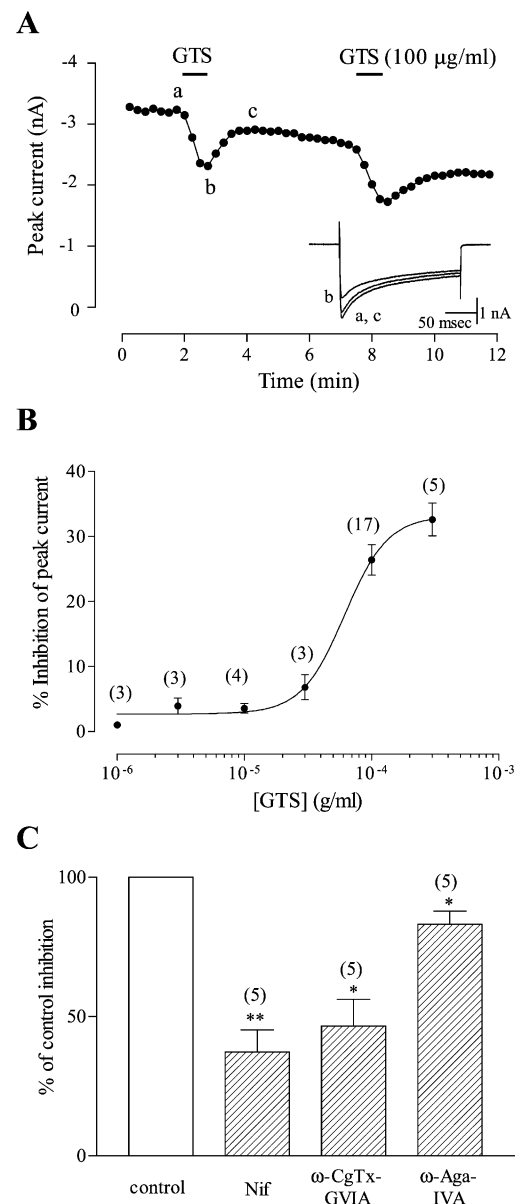 A
GTS
GTS (100 µg/ml)
-4
-3
-2
-1
0
Peak current (nA)
a
b
c
b
a, c
1 nA
50 msec
0
2
4
6
8
10
12
Time (min)
B
40
30
20
10
0
% Inhibition of peak current
(3)
(3)
(4)
(3)
(17)
(5)
10⁻⁶
10⁻⁵
10⁻⁴
10⁻³
[GTS] (g/ml)
C
100
50
0
% of control inhibition
(5)
**
(5)
*
(5)
*
control
Nif
ω-CgTx-
GVIA
ω-Aga-
IVA